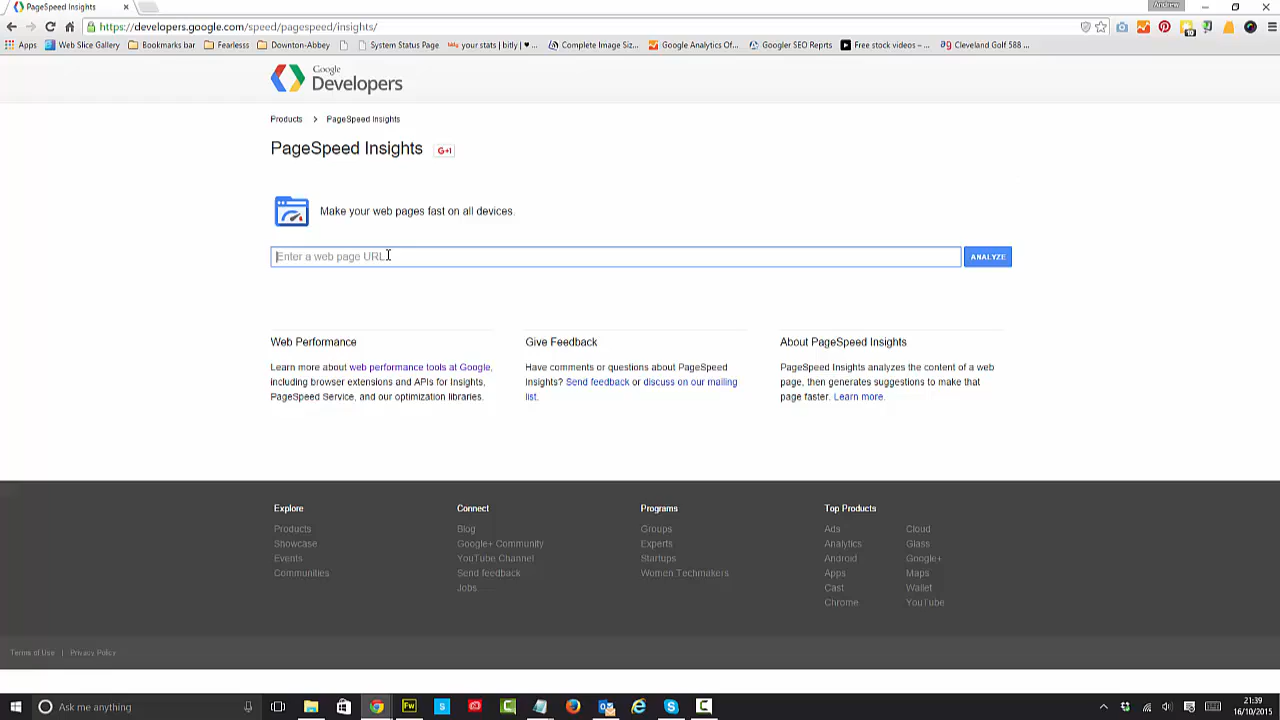 PageSpeed Insights
Andrew
https://developers.google.com/speed/pagespeed/insights/
Apps Web Slice Gallery Bookmarks bar Fearlesss Downton-Abbey System Status Page your stats | bitly | ♥ ... Complete Image Siz... Google Analytics Of... Googler SEO Reprts Free stock videos – ... Cleveland Golf 588 ...
Google
Developers
Products > PageSpeed Insights
PageSpeed Insights G+1
Make your web pages fast on all devices.
Enter a web page URL
ANALYZE
Web Performance
Learn more about web performance tools at Google,
including browser extensions and APIs for Insights,
PageSpeed Service, and our optimization libraries.
Give Feedback
Have comments or questions about PageSpeed
Insights? Send feedback or discuss on our mailing
list.
About PageSpeed Insights
PageSpeed Insights analyzes the content of a web
page, then generates suggestions to make that
page faster. Learn more.
Explore
Products
Showcase
Events
Communities
Connect
Blog
Google+ Community
YouTube Channel
Send feedback
Jobs
Programs
Groups
Experts
Startups
Women Techmakers
Top Products
Ads
Analytics
Android
Apps
Cast
Chrome
Cloud
Glass
Google+
Maps
Wallet
YouTube
Terms of Use | Privacy Policy
Ask me anything
21:39
16/10/2015